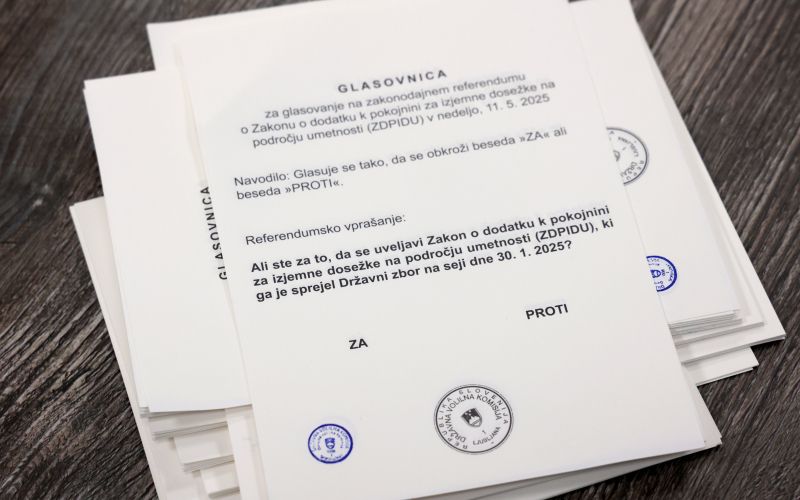 GLASOVNICA
za glasovanje na zakonodajnem referendumu
o Zakonu o dodatku k pokojnini za izjemne dosežke na
področju umetnosti (ZDPIDU) v nedeljo, 11. 5. 2025
Navodilo: Glasuje se tako, da se obkroži beseda »ZA« ali
beseda »PROTI«.
Referendumsko vprašanje:
Ali ste za to, da se uveljavi Zakon o dodatku k pokojnini
za izjemne dosežke na področju umetnosti (ZDPIDU), ki
ga je sprejel Državni zbor na seji dne 30. 1. 2025?
ZA
PROTI
REPUBLIKA SLOVENIJA
DRŽAVNA VOLILNA KOMISIJA
1
LJUBLJANA
GLASOVNICA